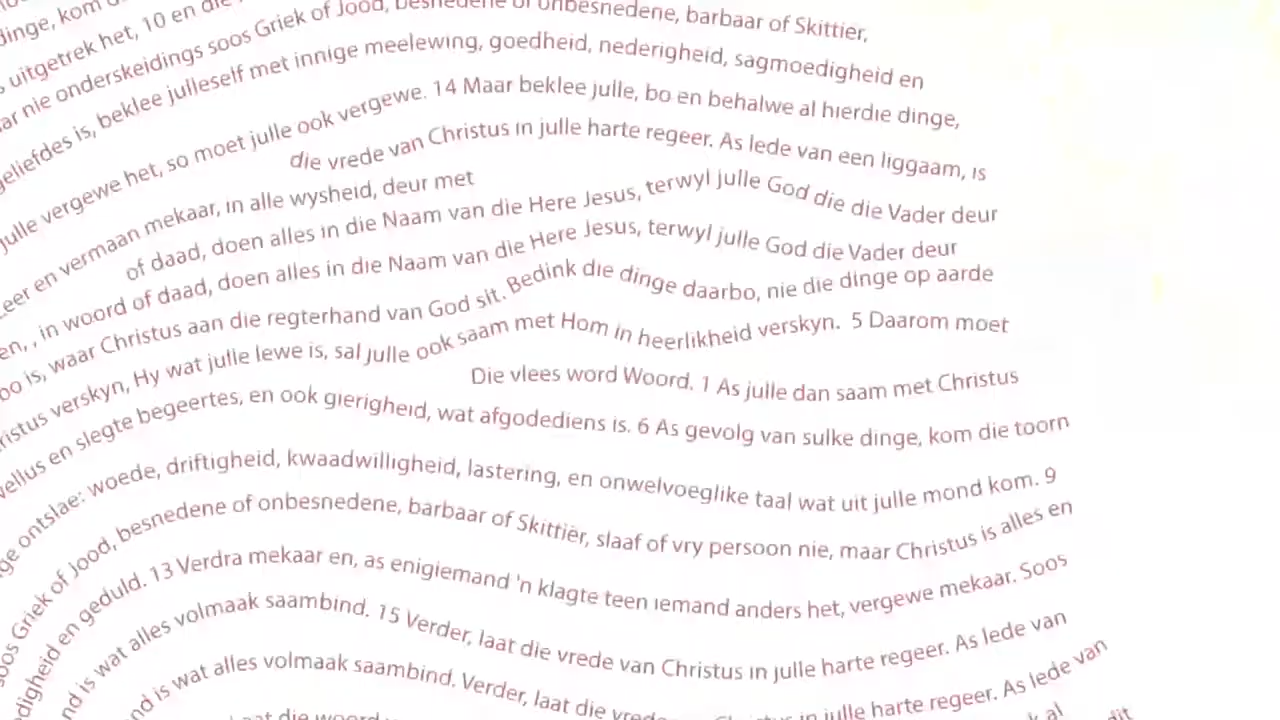 dinge, kom
uitgetrek het, 10 en die
nie onderskeidings soos Griek of Jood, besnedene of onbesnedene, barbaar of Skittier,
geliefdes is, beklee julleself met innige meelewing, goedheid, nederigheid, sagmoedigheid en
julle vergewe het, so moet julle ook vergewe. 14 Maar beklee julle, bo en behalwe al hierdie dinge,
die vrede van Christus in julle harte regeer. As lede van een liggaam, is
Leer en vermaan mekaar, in alle wysheid, deur met
of daad, doen alles in die Naam van die Here Jesus, terwyl julle God die die Vader deur
en, , in woord of daad, doen alles in die Naam van die Here Jesus, terwyl julle God die Vader deur
is, waar Christus aan die regterhand van God sit. Bedink die dinge daarbo, nie die dinge op aarde
verskyn, Hy wat julle lewe is, sal julle ook saam met Hom in heerlikheid verskyn. 5 Daarom moet
Die vlees word Woord. 1 As julle dan saam met Christus
en slegte begeertes, en ook gierigheid, wat afgodediens is. 6 As gevolg van sulke dinge, kom die toorn
ontslae: woede, driftigheid, kwaadwilligheid, lastering, en onwelvoeglike taal wat uit julle mond kom. 9
soos Griek of Jood, besnedene of onbesnedene, barbaar of Skittiër, slaaf of vry persoon nie, maar Christus is alles en
en geduld. 13 Verdra mekaar en, as enigiemand 'n klagte teen iemand anders het, vergewe mekaar. Soos
is wat alles volmaak saambind. 15 Verder, laat die vrede van Christus in julle harte regeer. As lede van
is wat alles volmaak saambind. Verder, laat die vrede van Christus in julle harte regeer. As lede van
laat die woord